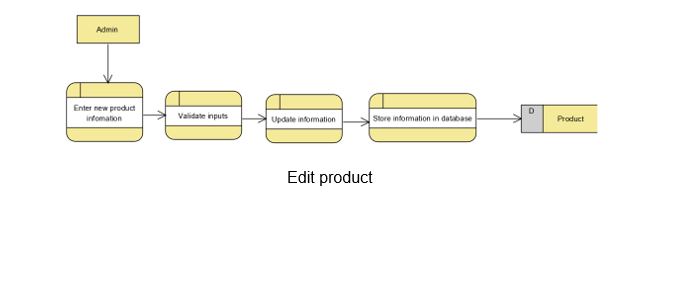 Admin
Enter new product
infomation
Validate inputs
Update information
Store information in database
D
Product
Edit product